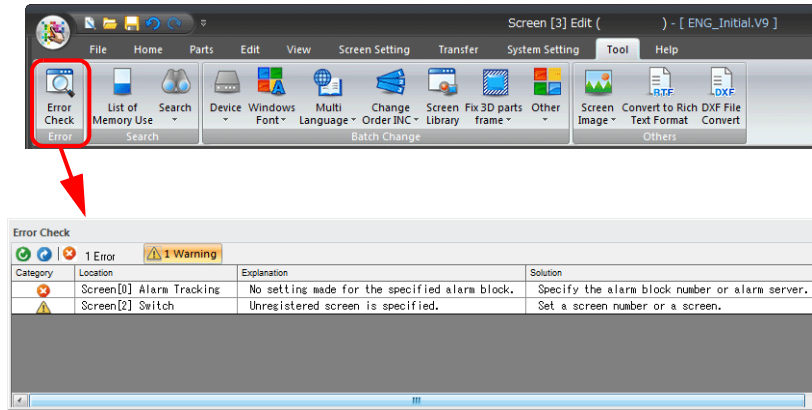 Screen [3] Edit ( ) - [ ENG_Initial.V9 ]
File Home Parts Edit View Screen Setting Transfer System Setting Tool Help
Error Check
List of Memory Use
Search
Device
Windows Font
Multi Language
Change Order INC
Screen Library
Fix 3D parts frame
Other
Screen Image
RTF
Convert to Rich Text Format
DXF
DXF File Convert
Error Search Batch Change Others
Error Check
1 Error 1 Warning
Category Location Explanation Solution
Screen[0] Alarm Tracking No setting made for the specified alarm block. Specify the alarm block number or alarm server.
Screen[2] Switch Unregistered screen is specified. Set a screen number or a screen.